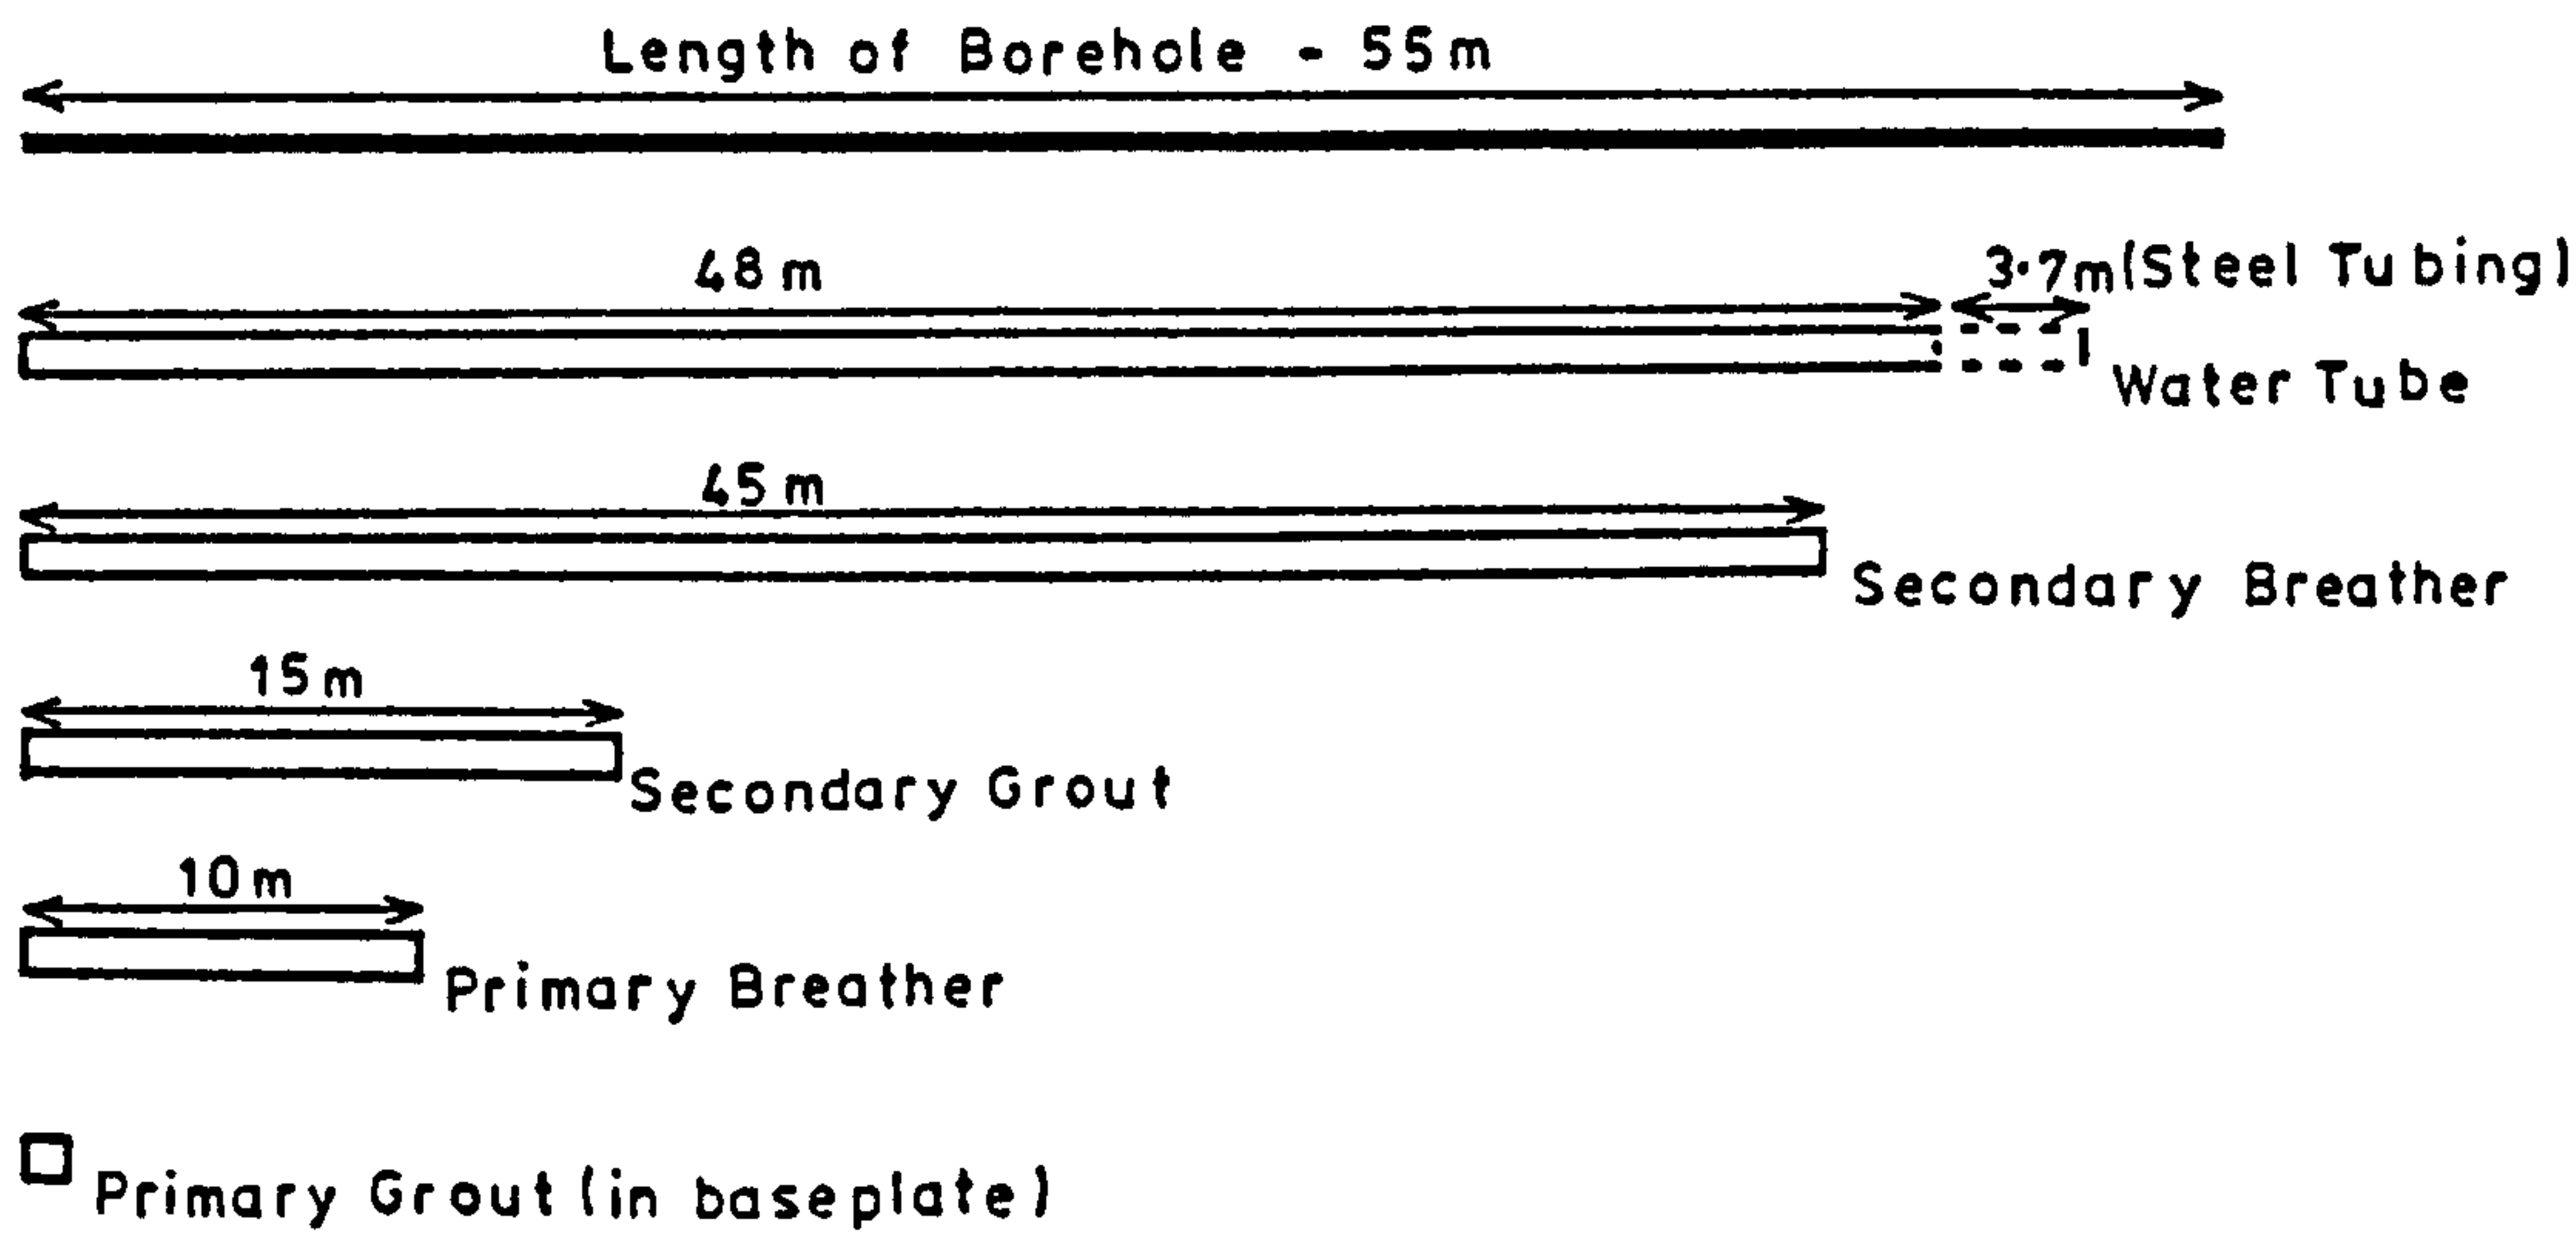 Length of Borehole - 55m
48m
3·7m(Steel Tubing)
Water Tube
45m
Secondary Breather
15m
Secondary Grout
10m
Primary Breather
Primary Grout (in baseplate)